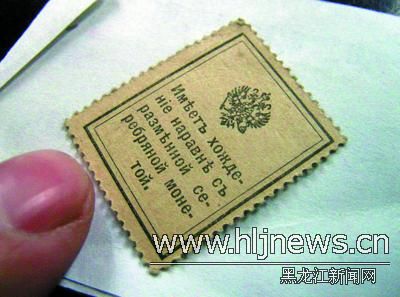 Имѣетъ хожде-
ніе наравнѣ съ
размѣнной се-
ребряной моне-
той.
www.hljnews.cn
黑龙江新闻网